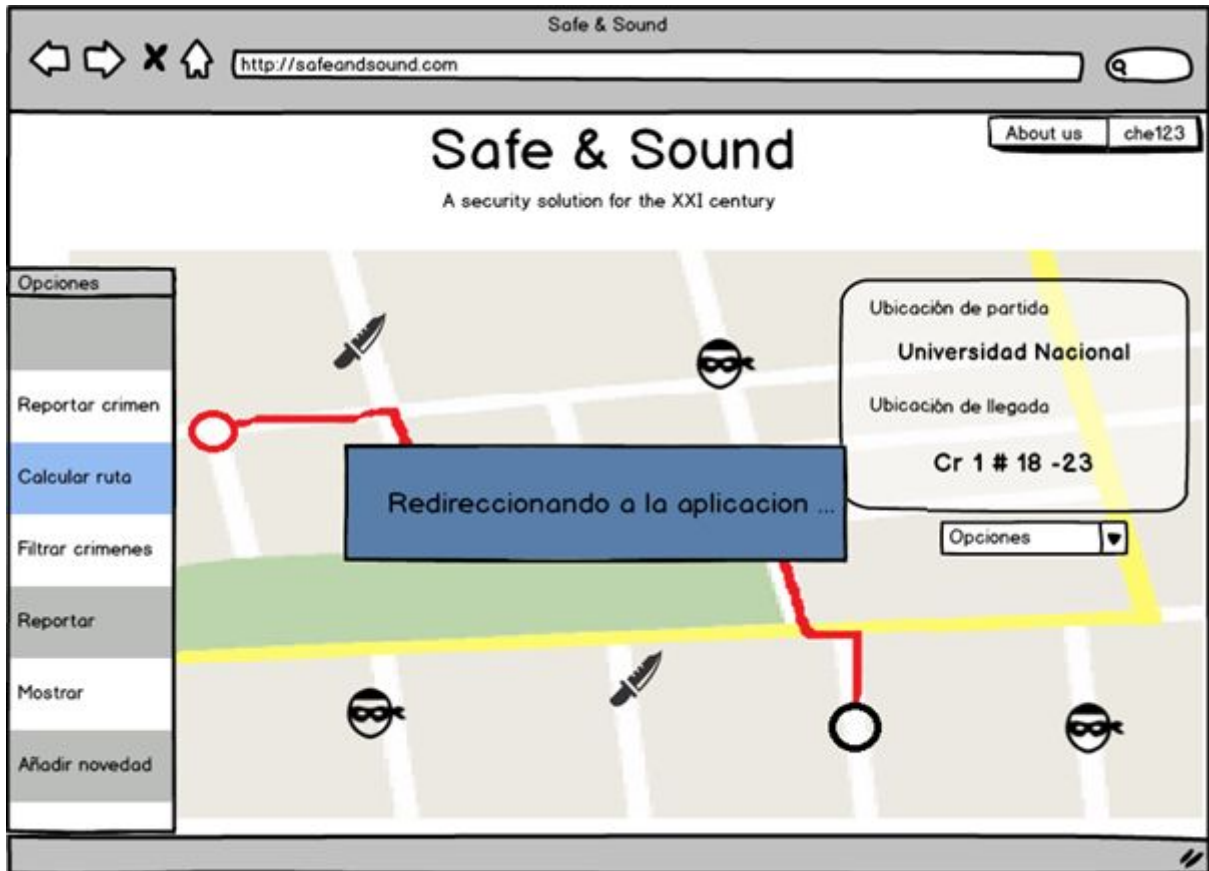 Safe & Sound
http://safeandsound.com
About us
che123
Safe & Sound
A security solution for the XXI century
Opciones
Reportar crimen
Calcular ruta
Filtrar crimenes
Reportar
Mostrar
Añadir novedad
Ubicación de partida
Universidad Nacional
Ubicación de llegada
Cr 1 # 18 -23
Opciones
Redireccionando a la aplicacion ...